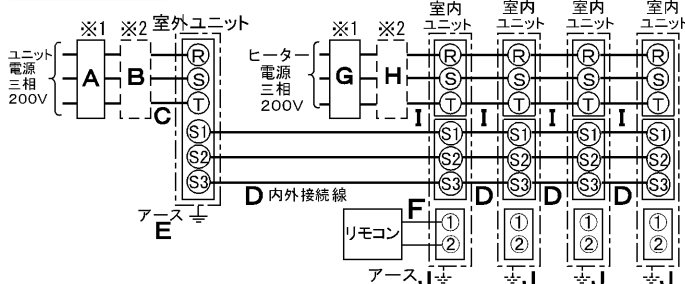 ※1 ※2 室外ユニット
ユニット
電源
三相
200V
A B C
R
S
T
S1
S2
S3
アース
E
D 内外接続線
※1 ※2
ヒーター
電源
三相
200V
G H
室内
ユニット
室内
ユニット
室内
ユニット
室内
ユニット
R R R R
S S S S
T T T T
I I I I
S1 S1 S1 S1
S2 S2 S2 S2
S3 S3 S3 S3
D D D
リモコン
F
① ① ① ①
② ② ② ②
アース J J J J